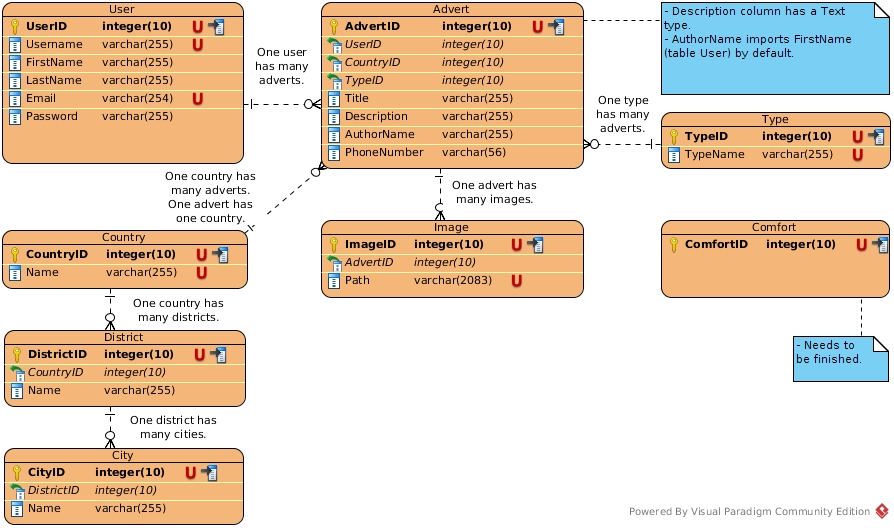 User
UserID integer(10) U
Username varchar(255) U
FirstName varchar(255)
LastName varchar(255)
Email varchar(254) U
Password varchar(255)
One user
has many
adverts.
Advert
AdvertID integer(10) U
UserID integer(10)
CountryID integer(10)
TypeID integer(10)
Title varchar(255)
Description varchar(255)
AuthorName varchar(255)
PhoneNumber varchar(56)
- Description column has a Text
type.
- AuthorName imports FirstName
(table User) by default.
One type
has many
adverts.
Type
TypeID integer(10) U
TypeName varchar(255) U
One country has
many adverts.
One advert has
one country.
One advert has
many images.
Country
CountryID integer(10) U
Name varchar(255) U
Image
ImageID integer(10) U
AdvertID integer(10)
Path varchar(2083) U
Comfort
ComfortID integer(10) U
One country has
many districts.
- Needs to
be finished.
District
DistrictID integer(10) U
CountryID integer(10)
Name varchar(255)
One district has
many cities.
City
CityID integer(10) U
DistrictID integer(10)
Name varchar(255)
Powered By Visual Paradigm Community Edition